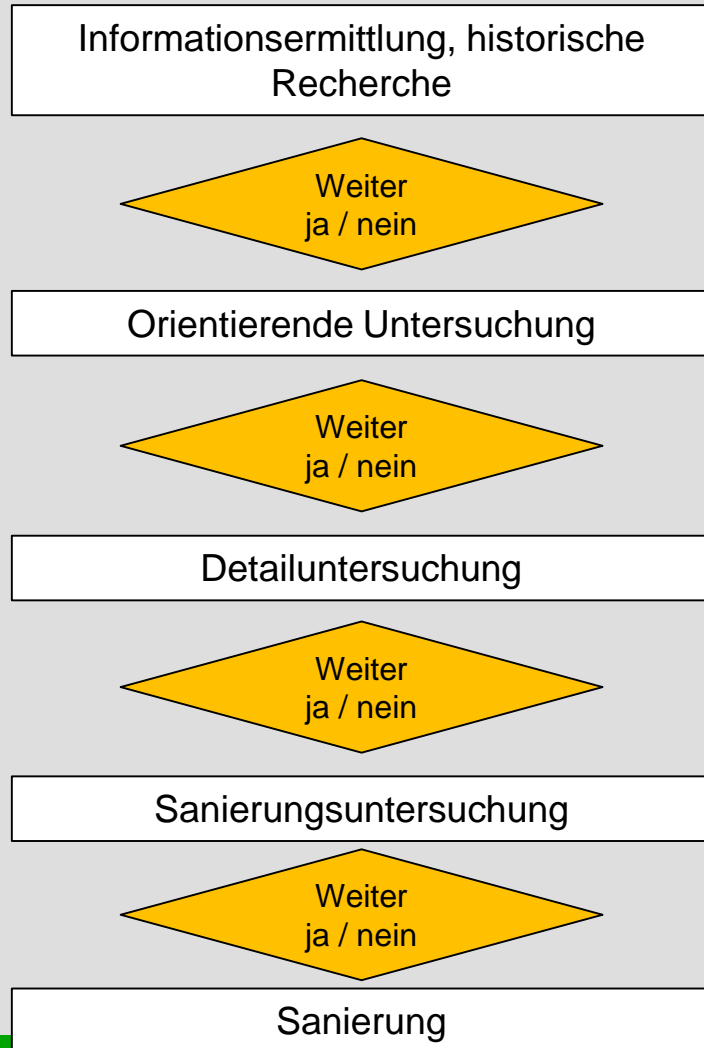 Informationsermittlung, historische
Recherche
Weiter
ja / nein
Orientierende Untersuchung
Weiter
ja / nein
Detailuntersuchung
Weiter
ja / nein
Sanierungsuntersuchung
Weiter
ja / nein
Sanierung